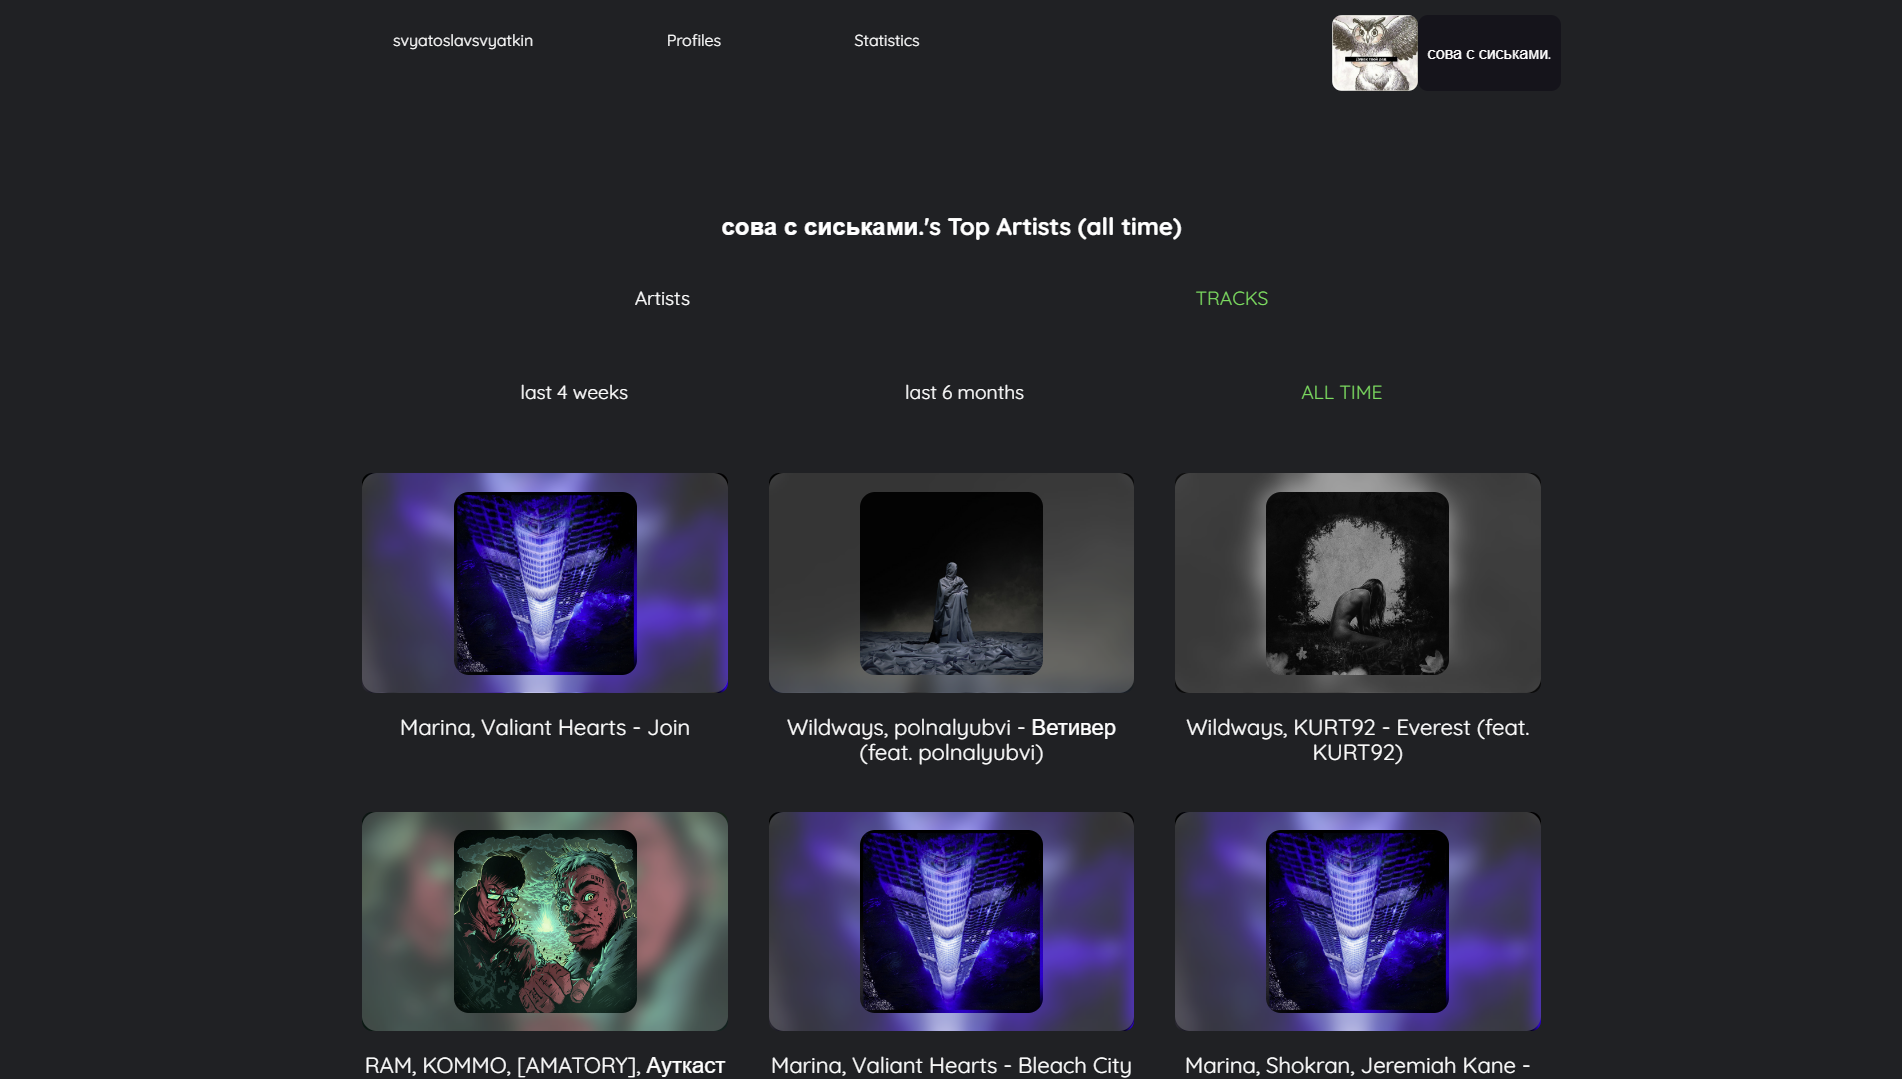 svyatoslavsvyatkin
Profiles
Statistics
сова с сиськами.
сова с сиськами.'s Top Artists (all time)
Artists
TRACKS
last 4 weeks
last 6 months
ALL TIME
Marina, Valiant Hearts - Join
Wildways, polnalyubvi - Ветивер
(feat. polnalyubvi)
Wildways, KURT92 - Everest (feat.
KURT92)
RAM, KOMMO, [AMATORY], Ауткаст
Marina, Valiant Hearts - Bleach City
Marina, Shokran, Jeremiah Kane -